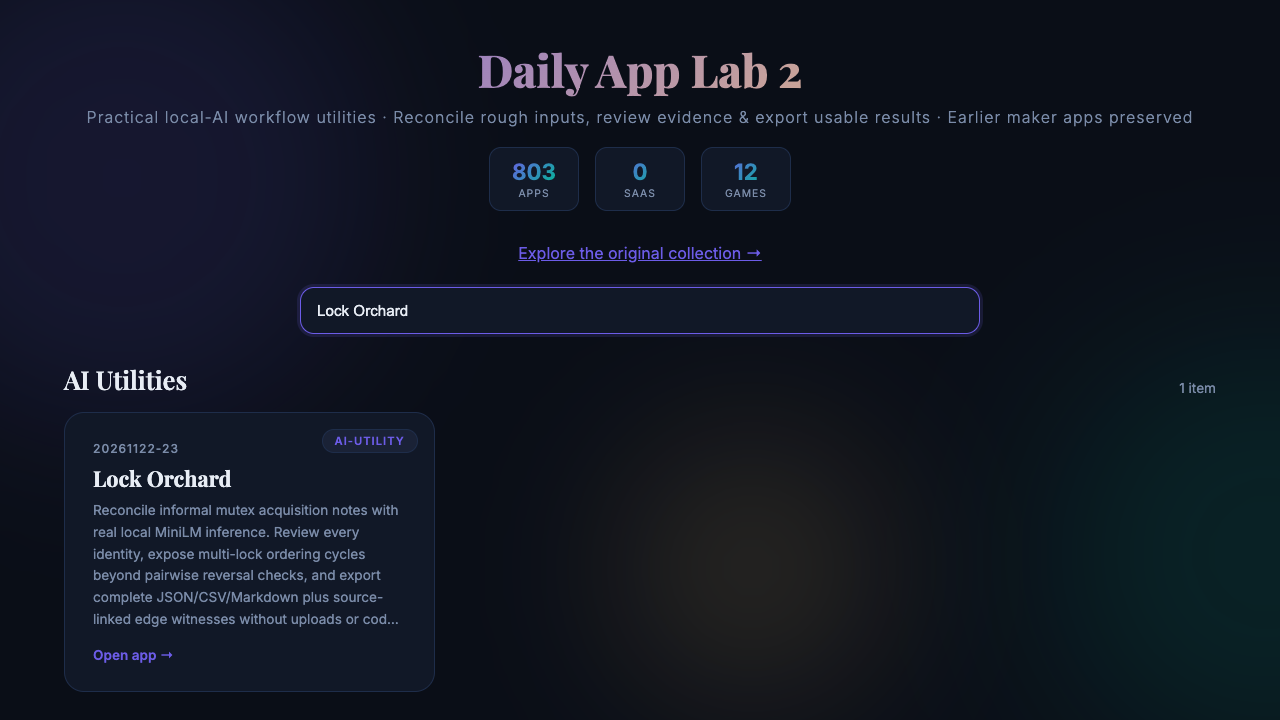 Daily App Lab 2
Practical local-AI workflow utilities · Reconcile rough inputs, review evidence & export usable results · Earlier maker apps preserved
803
APPS
0
SAAS
12
GAMES
Explore the original collection →
Lock Orchard
AI Utilities
1 item
20261122-23
AI-UTILITY
Lock Orchard
Reconcile informal mutex acquisition notes with
real local MiniLM inference. Review every
identity, expose multi-lock ordering cycles
beyond pairwise reversal checks, and export
complete JSON/CSV/Markdown plus source-
linked edge witnesses without uploads or cod...
Open app →